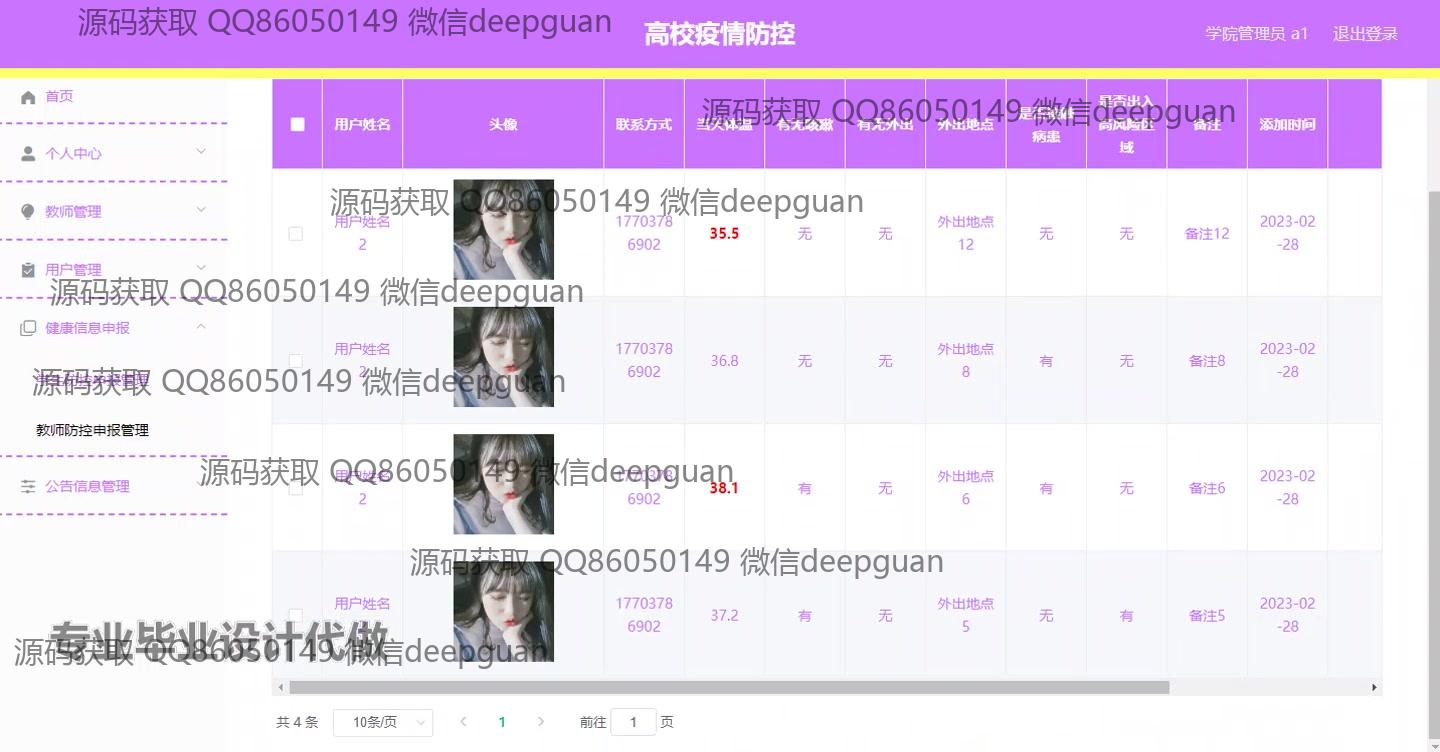 源码获取 QQ86050149 微信deepguan
高校疫情防控
学院管理员 a1
退出登录
首页
个人中心
教师管理
用户管理
健康信息申报
教师防控申报管理
公告信息管理
用户姓名
头像
联系方式
当天体温
有无咳嗽
有无外出
外出地点
病患
是否出入
高风险区
域
备注
添加时间
源码获取 QQ86050149 微信deepguan
源码获取 QQ86050149 微信deepguan
用户姓名
2
1770378
6902
35.5
无
无
外出地点
12
无
无
备注12
2023-02
-28
源码获取 QQ86050149 微信deepguan
用户姓名
2
1770378
6902
36.8
无
无
外出地点
8
有
无
备注8
2023-02
-28
源码获取 QQ86050149 微信deepguan
用户姓名
2
1770378
6902
38.1
有
无
外出地点
6
有
无
备注6
2023-02
-28
源码获取 QQ86050149 微信deepguan
源码获取 QQ86050149 微信deepguan
用户姓名
1770378
6902
37.2
有
无
外出地点
5
无
有
备注5
2023-02
-28
专业毕业设计代做
源码获取 QQ86050149 微信deepguan
共 4 条
10条/页
1
前往
1
页